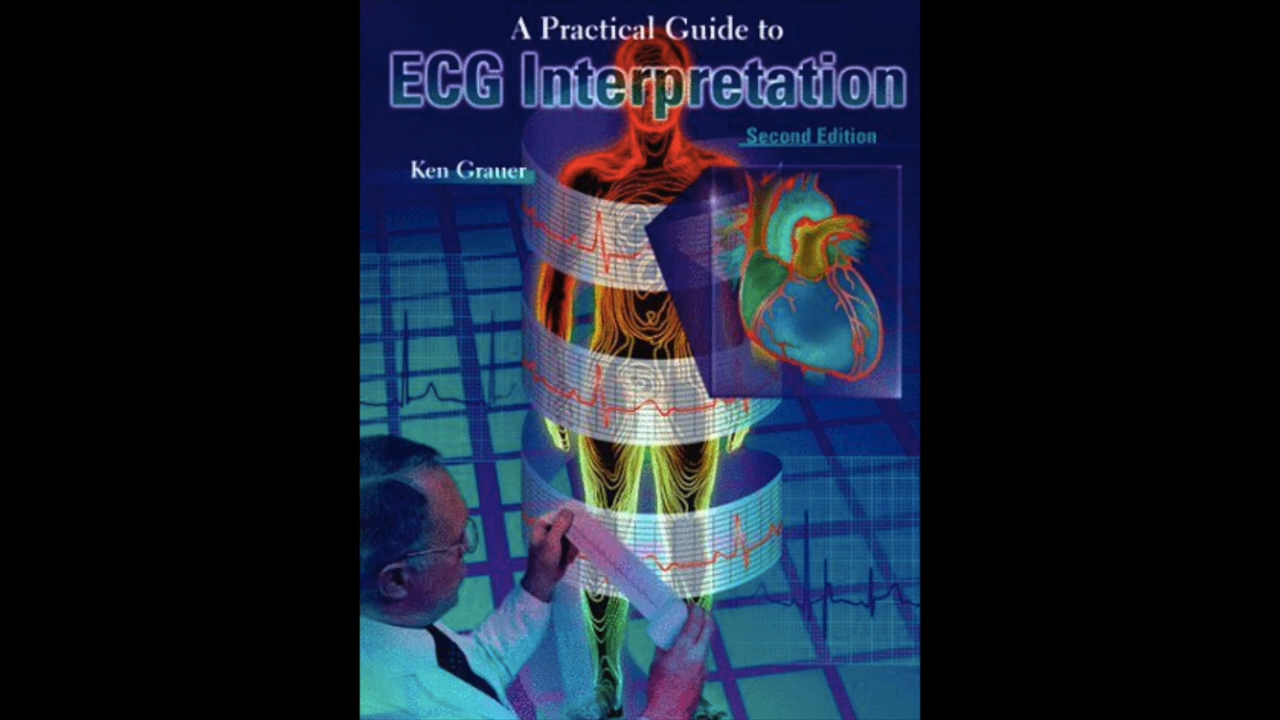 A Practical Guide to
ECG Interpretation
Second Edition
Ken Grauer